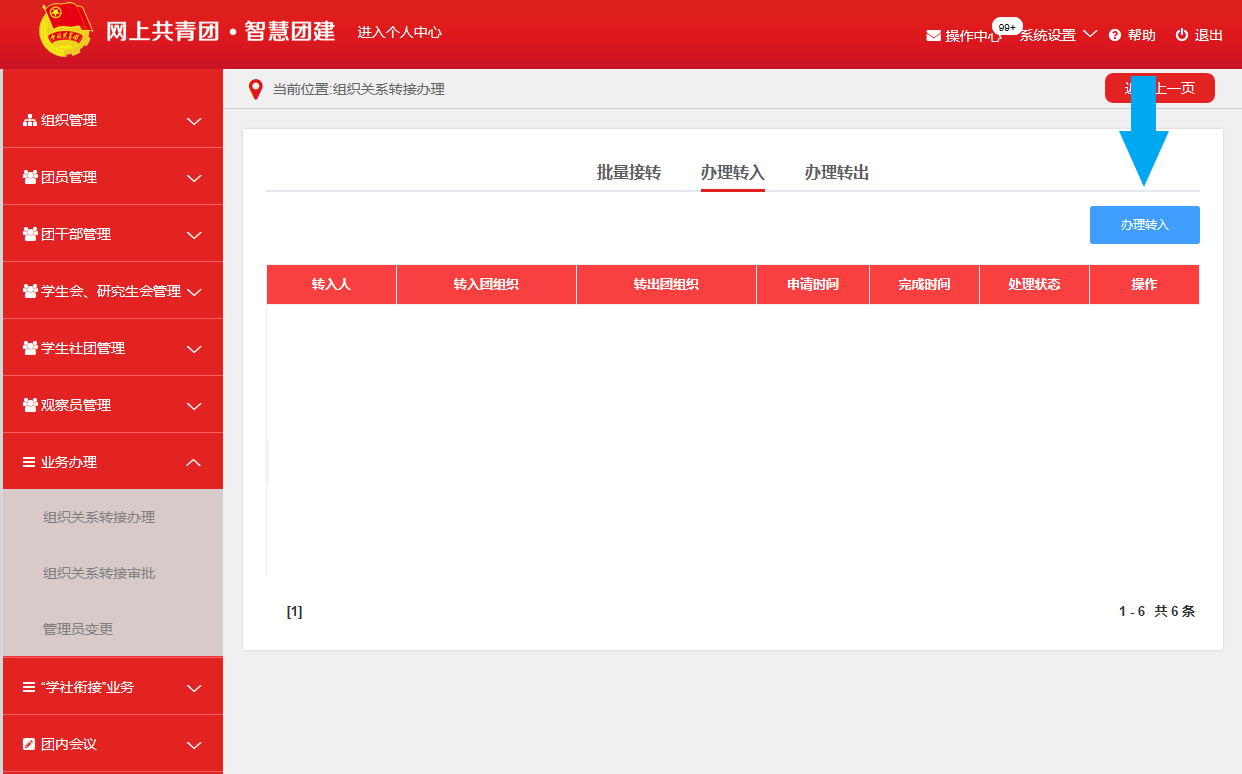 网上共青团·智慧团建 进入个人中心
操作中心 99+ 系统设置 帮助 退出
当前位置:组织关系转接办理
上一页
组织管理
团员管理
团干部管理
学生会、研究生会管理
学生社团管理
观察员管理
业务办理
组织关系转接办理
组织关系转接审批
管理员变更
“学社衔接”业务
团内会议
批量接转 办理转入 办理转出
办理转入
转入人 转入团组织 转出团组织 申请时间 完成时间 处理状态 操作
[1] 1 - 6 共 6 条